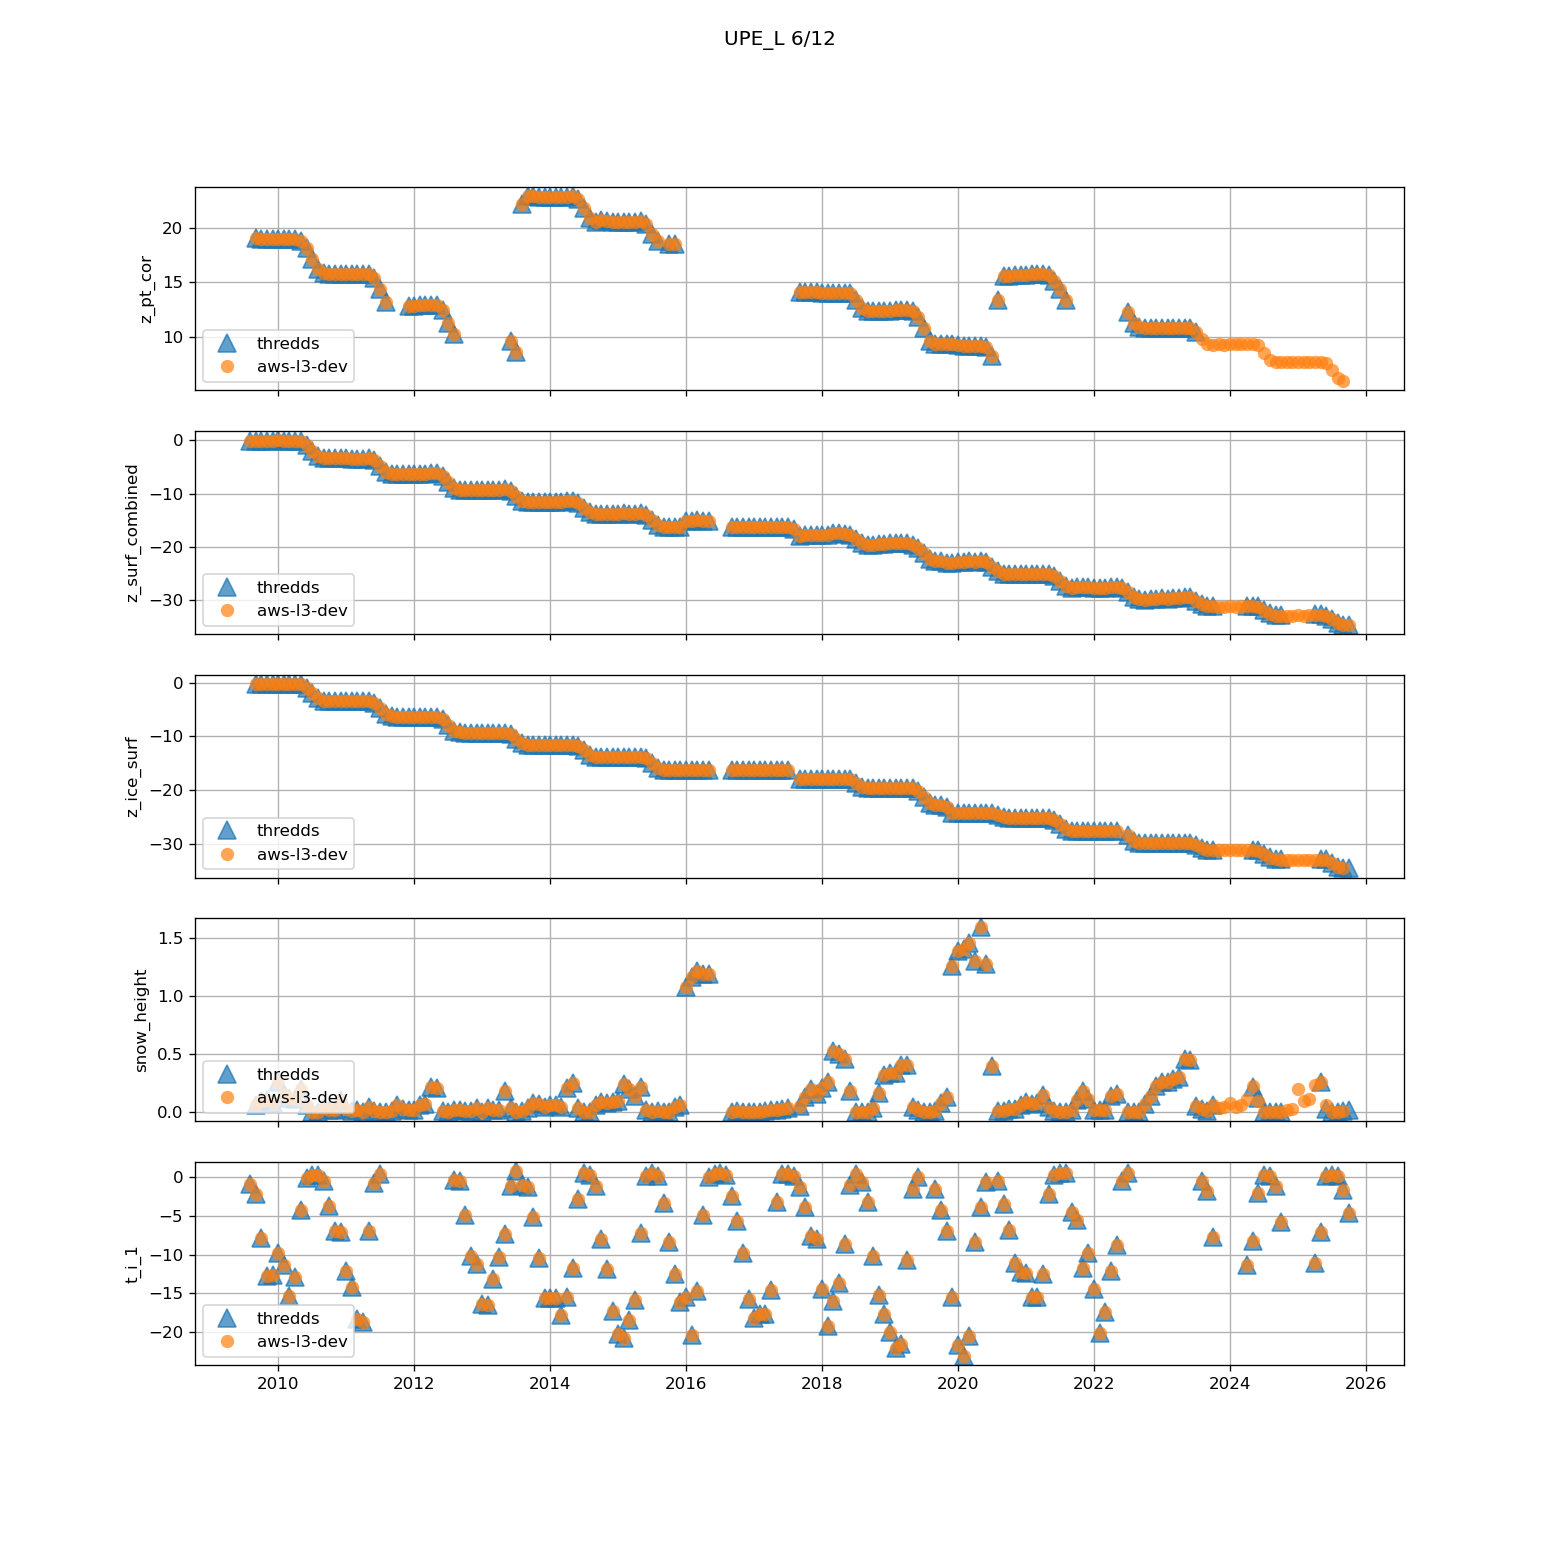 UPE_L 6/12
z_pt_cor
20
15
10
thredds
aws-l3-dev
z_surf_combined
0
−10
−20
−30
thredds
aws-l3-dev
z_ice_surf
0
−10
−20
−30
thredds
aws-l3-dev
snow_height
1.5
1.0
0.5
0.0
thredds
aws-l3-dev
t_i_1
0
−5
−10
−15
−20
thredds
aws-l3-dev
2010 2012 2014 2016 2018 2020 2022 2024 2026